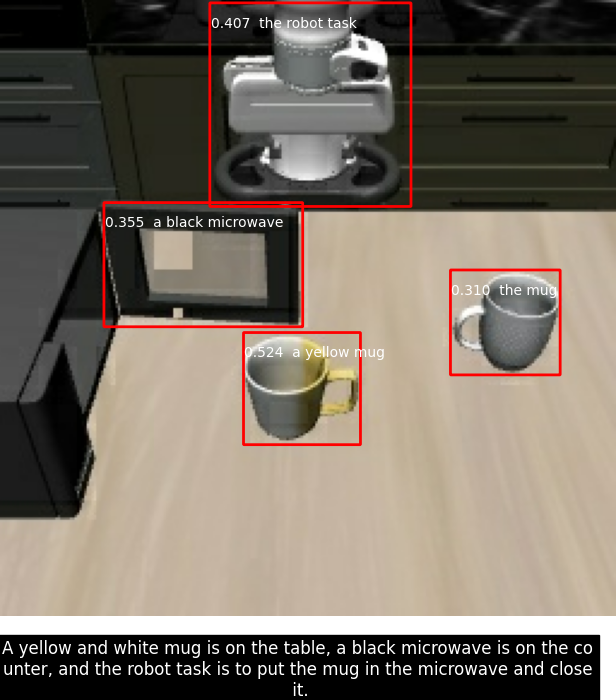 0.407 the robot task
0.355 a black microwave
0.310 the mug
0.524 a yellow mug
A yellow and white mug is on the table, a black microwave is on the co
unter, and the robot task is to put the mug in the microwave and close
it.